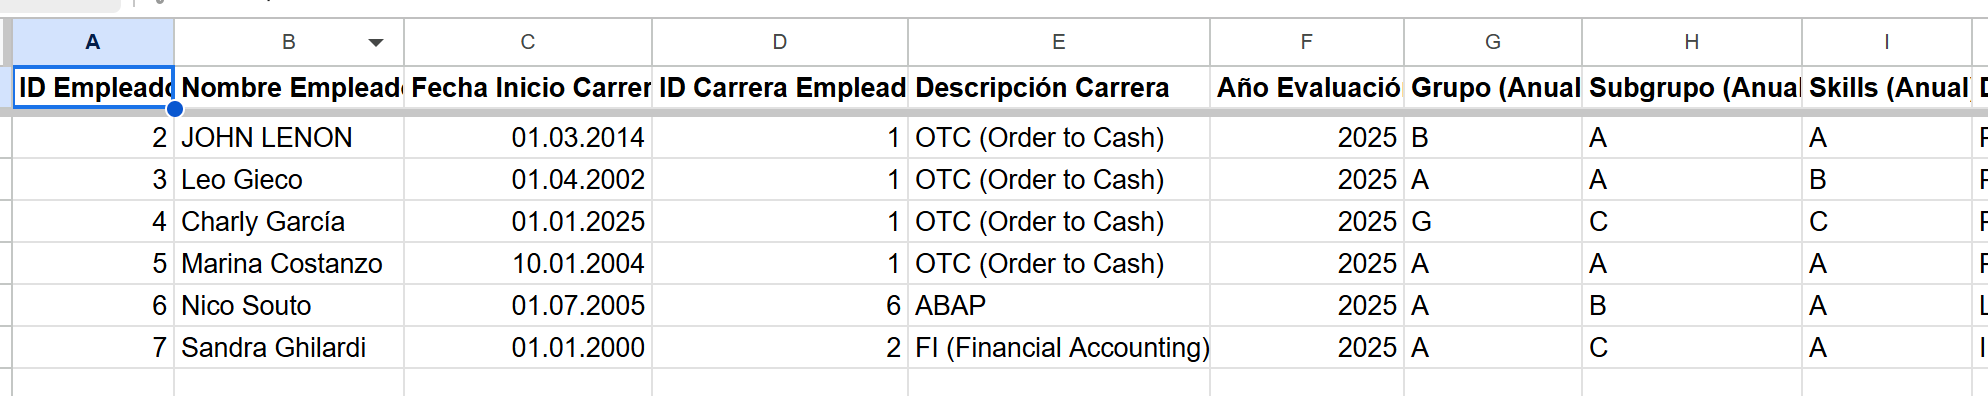 A B C D E F G H I
ID Empleado Nombre Empleado Fecha Inicio Carrer ID Carrera Emplead Descripción Carrera Año Evaluació Grupo (Anual Subgrupo (Anua Skills (Anual)
2 JOHN LENON 01.03.2014 1 OTC (Order to Cash) 2025 B A A
3 Leo Gieco 01.04.2002 1 OTC (Order to Cash) 2025 A A B
4 Charly García 01.01.2025 1 OTC (Order to Cash) 2025 G C C
5 Marina Costanzo 10.01.2004 1 OTC (Order to Cash) 2025 A A A
6 Nico Souto 01.07.2005 6 ABAP 2025 A B A
7 Sandra Ghilardi 01.01.2000 2 FI (Financial Accounting) 2025 A C A